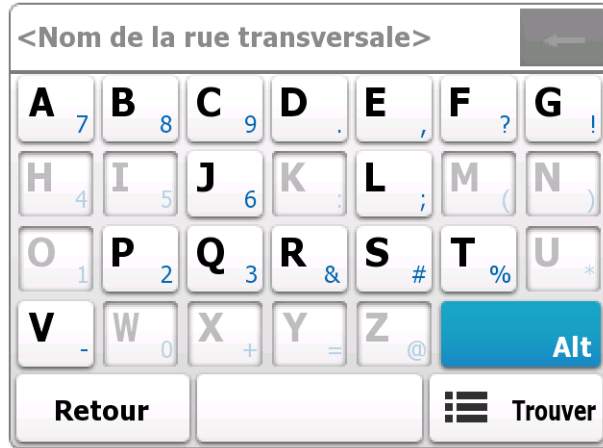 <Nom de la rue transversale>
A 7 B 8 C 9 D . E , F ? G !
H 4 I 5 J 6 K : L ; M ( N )
O 1 P 2 Q 3 R & S # T % U *
V - W 0 X + Y = Z @ Alt
Retour Trouver